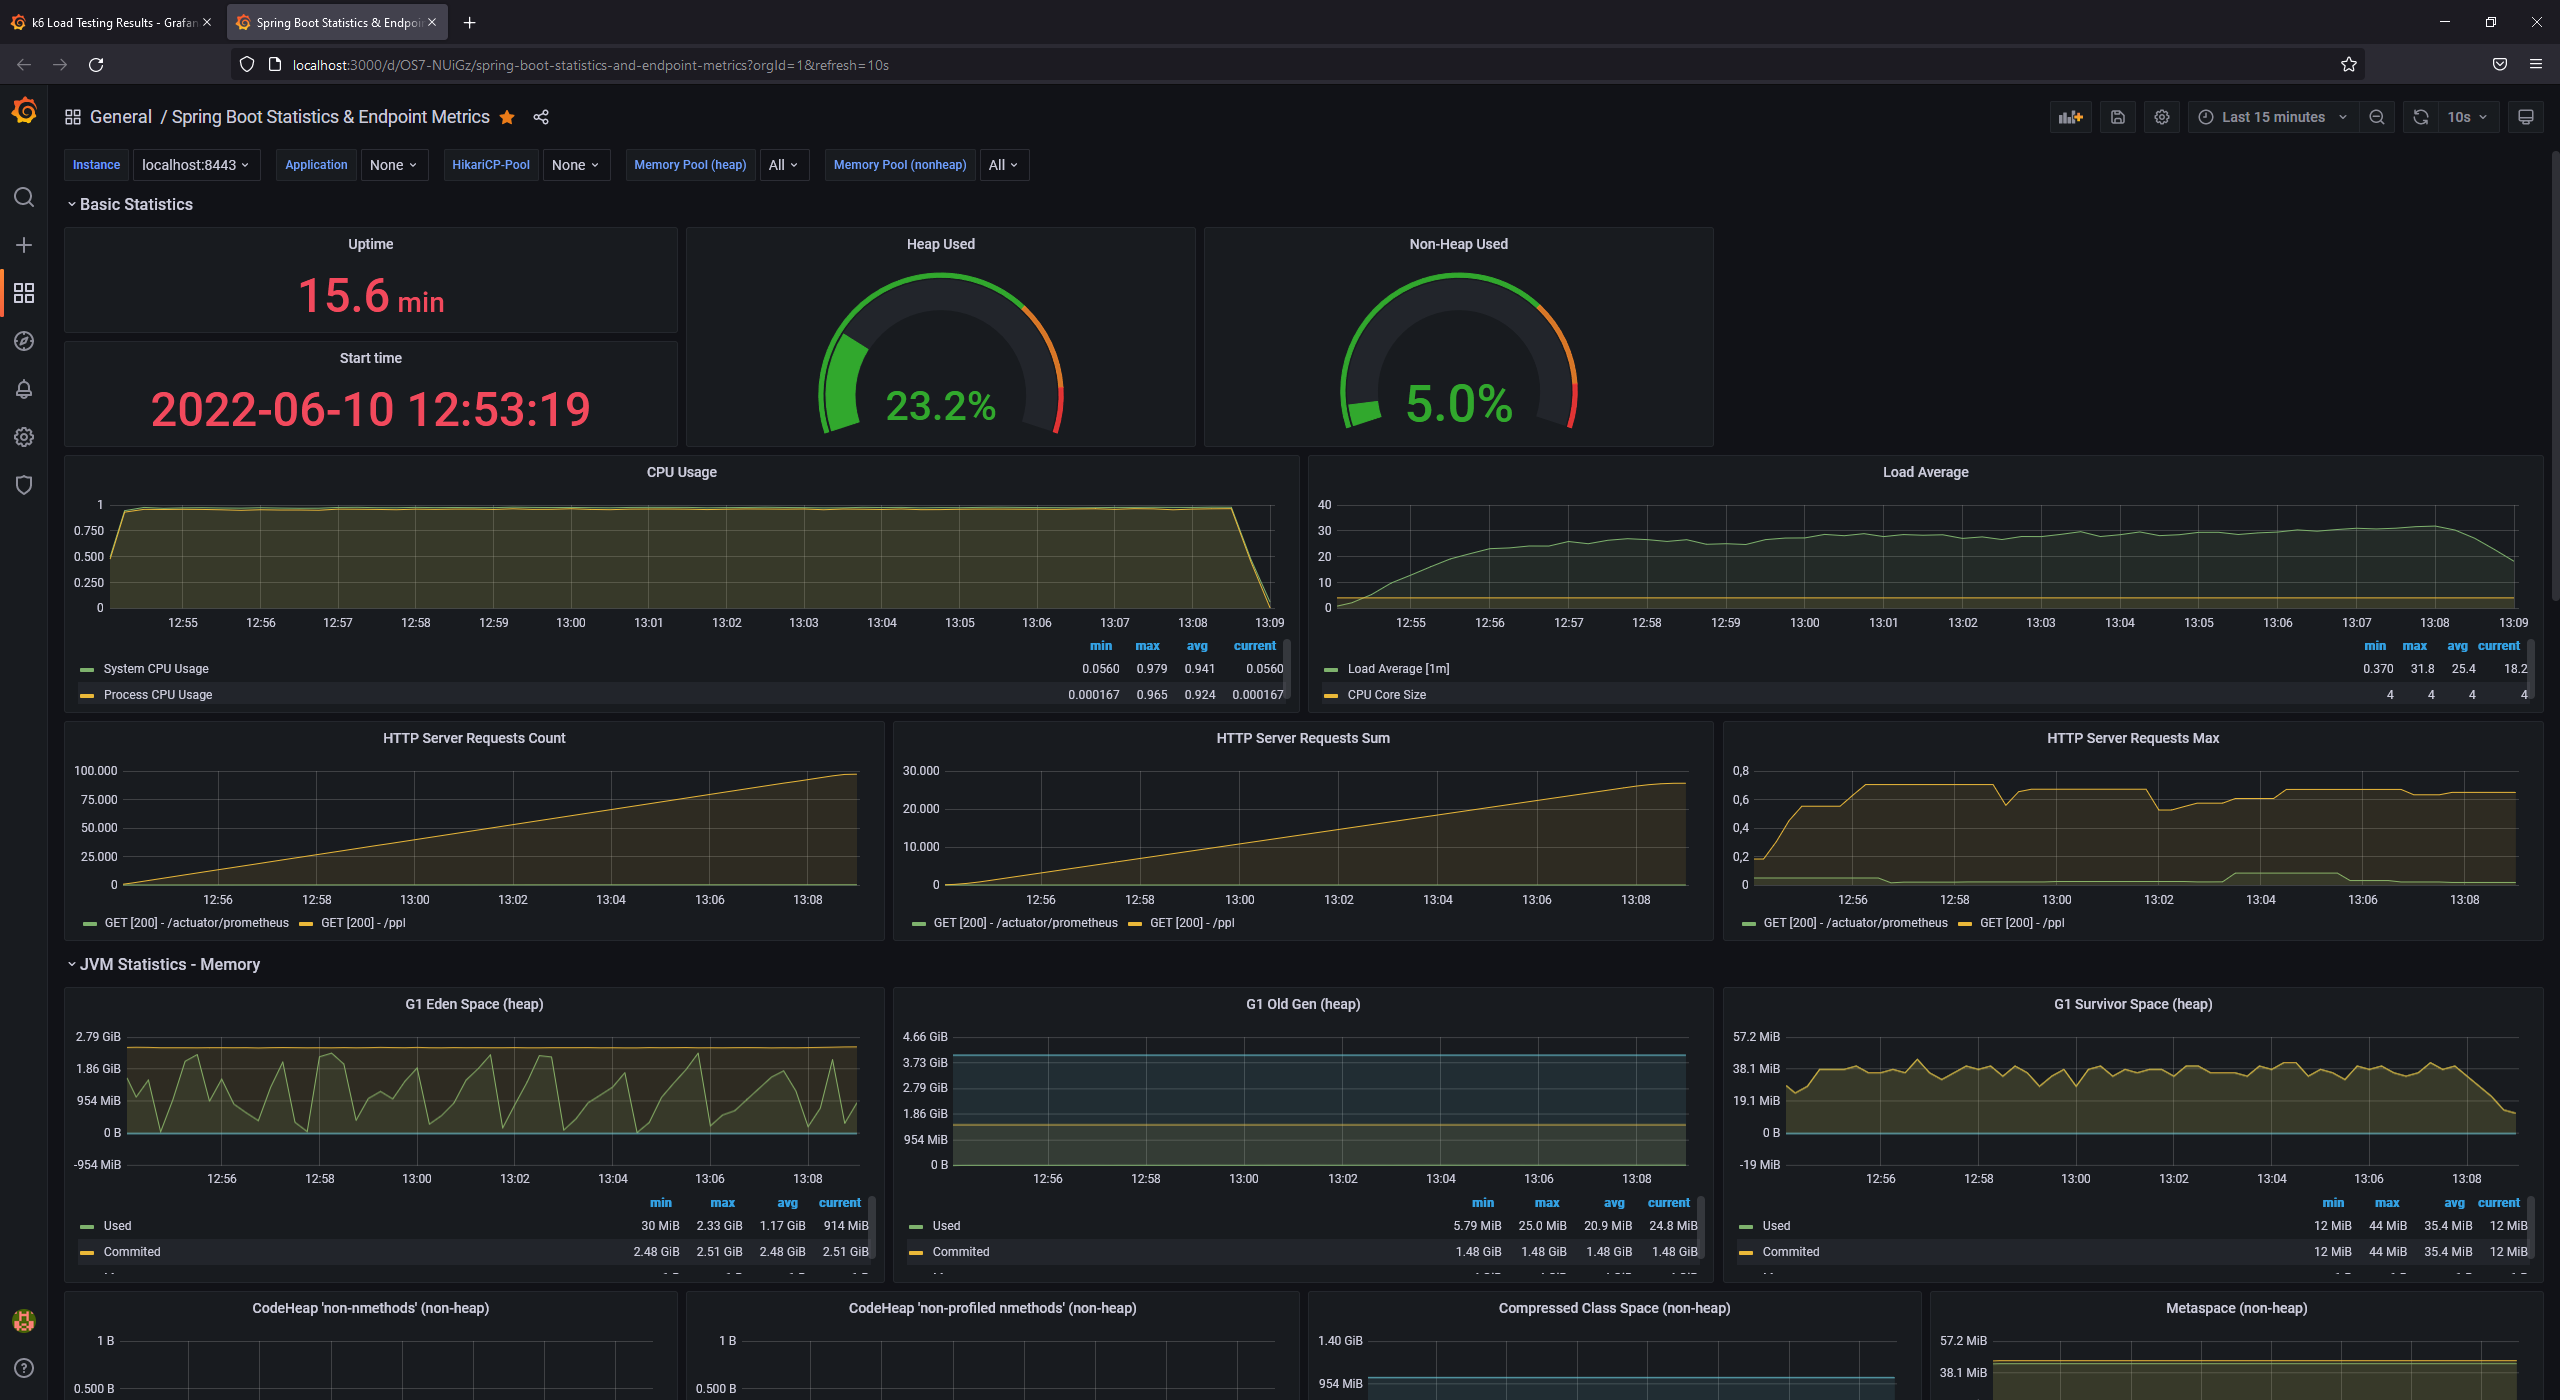 k6 Load Testing Results - Grafan
Spring Boot Statistics & Endpoi
localhost:3000/d/OS7-NUiGz/spring-boot-statistics-and-endpoint-metrics?orgId=1&refresh=10s
General / Spring Boot Statistics & Endpoint Metrics
Last 15 minutes
10s
Instance localhost:8443 Application None HikariCP-Pool None Memory Pool (heap) All Memory Pool (nonheap) All
Basic Statistics
Uptime
15.6 min
Start time
2022-06-10 12:53:19
Heap Used
23.2%
Non-Heap Used
5.0%
CPU Usage
1
0.750
0.500
0.250
0
12:55 12:56 12:57 12:58 12:59 13:00 13:01 13:02 13:03 13:04 13:05 13:06 13:07 13:08 13:09
min max avg current
System CPU Usage 0.0560 0.979 0.941 0.0560
Process CPU Usage 0.000167 0.965 0.924 0.000167
Load Average
40
30
20
10
0
12:55 12:56 12:57 12:58 12:59 13:00 13:01 13:02 13:03 13:04 13:05 13:06 13:07 13:08 13:09
min max avg current
Load Average [1m] 0.370 31.8 25.4 18.2
CPU Core Size 4 4 4 4
HTTP Server Requests Count
100.000
75.000
50.000
25.000
0
12:56 12:58 13:00 13:02 13:04 13:06 13:08
GET [200] - /actuator/prometheus GET [200] - /ppl
HTTP Server Requests Sum
30.000
20.000
10.000
0
12:56 12:58 13:00 13:02 13:04 13:06 13:08
GET [200] - /actuator/prometheus GET [200] - /ppl
HTTP Server Requests Max
0,8
0,6
0,4
0,2
0
12:56 12:58 13:00 13:02 13:04 13:06 13:08
GET [200] - /actuator/prometheus GET [200] - /ppl
JVM Statistics - Memory
G1 Eden Space (heap)
2.79 GiB
1.86 GiB
954 MiB
0 B
-954 MiB
12:56 12:58 13:00 13:02 13:04 13:06 13:08
min max avg current
Used 30 MiB 2.33 GiB 1.17 GiB 914 MiB
Commited 2.48 GiB 2.51 GiB 2.48 GiB 2.51 GiB
G1 Old Gen (heap)
4.66 GiB
3.73 GiB
2.79 GiB
1.86 GiB
954 MiB
0 B
12:56 12:58 13:00 13:02 13:04 13:06 13:08
min max avg current
Used 5.79 MiB 25.0 MiB 20.9 MiB 24.8 MiB
Commited 1.48 GiB 1.48 GiB 1.48 GiB 1.48 GiB
G1 Survivor Space (heap)
57.2 MiB
38.1 MiB
19.1 MiB
0 B
-19 MiB
12:56 12:58 13:00 13:02 13:04 13:06 13:08
min max avg current
Used 12 MiB 44 MiB 35.4 MiB 12 MiB
Commited 12 MiB 44 MiB 35.4 MiB 12 MiB
CodeHeap 'non-nmethods' (non-heap)
1 B
0.500 B
CodeHeap 'non-profiled nmethods' (non-heap)
1 B
0.500 B
Compressed Class Space (non-heap)
1.40 GiB
954 MiB
Metaspace (non-heap)
57.2 MiB
38.1 MiB